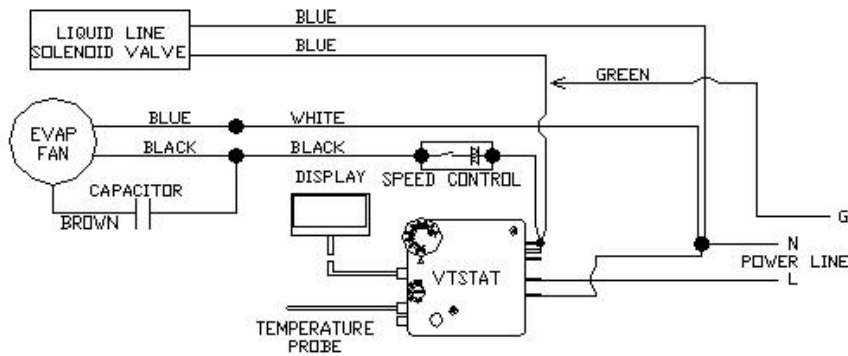 BLUE
LIQUID LINE
SOLENOID VALVE
BLUE
GREEN
BLUE
WHITE
EVAP
FAN
BLACK
BLACK
DISPLAY
SPEED CONTROL
CAPACITOR
BROWN
G
N
POWER LINE
L
VTSTAT
TEMPERATURE
PROBE